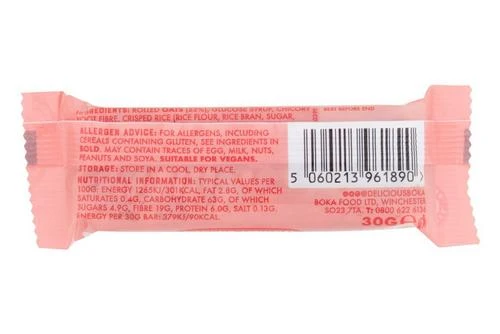 INGREDIENTS: ROLLED OATS (23%), GLUCOSE SYRUP, CHICORY
ROOT FIBRE, CRISPED RICE (RICE FLOUR, RICE BRAN, SUGAR,
ALLERGEN ADVICE: FOR ALLERGENS, INCLUDING
CEREALS CONTAINING GLUTEN, SEE INGREDIENTS IN
BOLD. MAY CONTAIN TRACES OF EGG, MILK, NUTS,
PEANUTS AND SOYA. SUITABLE FOR VEGANS.
STORAGE: STORE IN A COOL, DRY PLACE.
NUTRITIONAL INFORMATION: TYPICAL VALUES PER
100G: ENERGY 1265KJ/301KCAL, FAT 2.8G, OF WHICH
SATURATES 0.4G, CARBOHYDRATE 63G, OF WHICH
SUGARS 4.9G, FIBRE 19G, PROTEIN 6.0G, SALT 0.13G.
ENERGY PER 30G BAR: 379KJ/90KCAL.
BEST BEFORE END
5 060213 961890 >
@DELICIOUSBOKA
BOKA FOOD LTD, WINCHESTER
SO23 7TA. T: 0800 622 613
30G